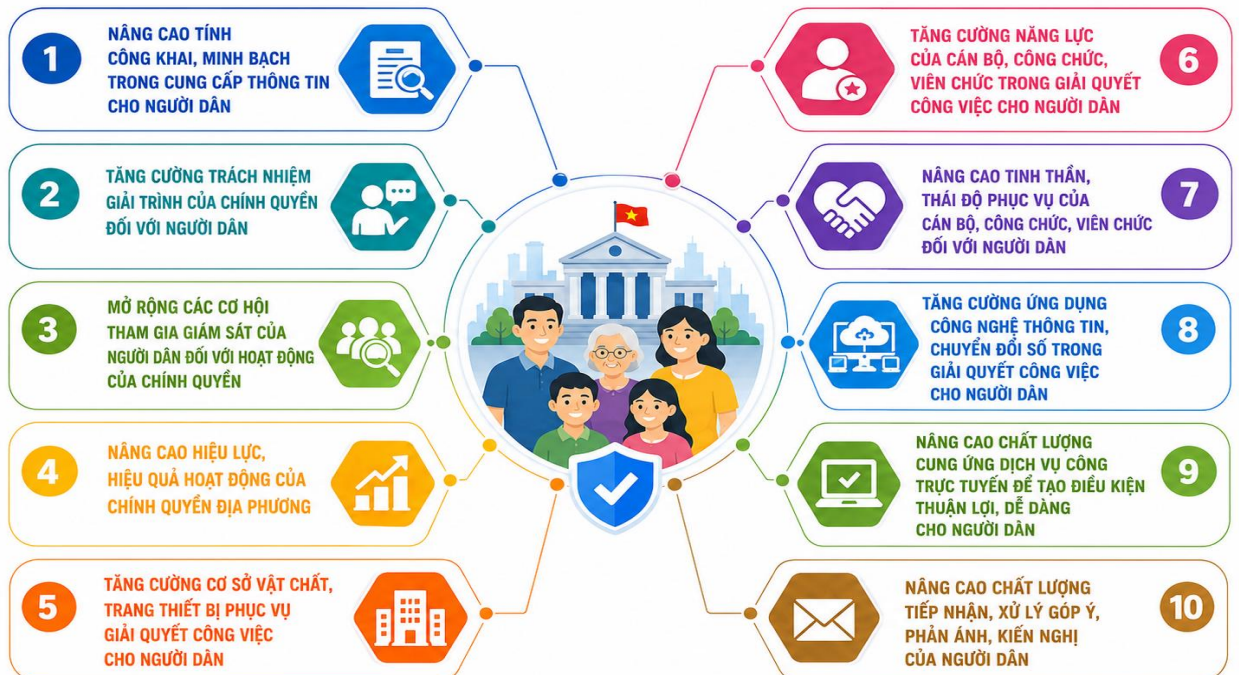 1
NÂNG CAO TÍNH
CÔNG KHAI, MINH BẠCH
TRONG CUNG CẤP THÔNG TIN
CHO NGƯỜI DÂN
2
TĂNG CƯỜNG TRÁCH NHIỆM
GIẢI TRÌNH CỦA CHÍNH QUYỀN
ĐỐI VỚI NGƯỜI DÂN
3
MỞ RỘNG CÁC CƠ HỘI
THAM GIA GIÁM SÁT CỦA
NGƯỜI DÂN ĐỐI VỚI HOẠT ĐỘNG
CỦA CHÍNH QUYỀN
4
NÂNG CAO HIỆU LỰC,
HIỆU QUẢ HOẠT ĐỘNG CỦA
CHÍNH QUYỀN ĐỊA PHƯƠNG
5
TĂNG CƯỜNG CƠ SỞ VẬT CHẤT,
TRANG THIẾT BỊ PHỤC VỤ
GIẢI QUYẾT CÔNG VIỆC
CHO NGƯỜI DÂN
6
TĂNG CƯỜNG NĂNG LỰC
CỦA CÁN BỘ, CÔNG CHỨC,
VIÊN CHỨC TRONG GIẢI QUYẾT
CÔNG VIỆC CHO NGƯỜI DÂN
7
NÂNG CAO TINH THẦN,
THÁI ĐỘ PHỤC VỤ CỦA
CÁN BỘ, CÔNG CHỨC, VIÊN CHỨC
ĐỐI VỚI NGƯỜI DÂN
8
TĂNG CƯỜNG ỨNG DỤNG
CÔNG NGHỆ THÔNG TIN,
CHUYỂN ĐỔI SỐ TRONG
GIẢI QUYẾT CÔNG VIỆC
CHO NGƯỜI DÂN
9
NÂNG CAO CHẤT LƯỢNG
CUNG ỨNG DỊCH VỤ CÔNG
TRỰC TUYẾN ĐỂ TẠO ĐIỀU KIỆN
THUẬN LỢI, DỄ DÀNG
CHO NGƯỜI DÂN
10
NÂNG CAO CHẤT LƯỢNG
TIẾP NHẬN, XỬ LÝ GÓP Ý,
PHẢN ÁNH, KIẾN NGHỊ
CỦA NGƯỜI DÂN